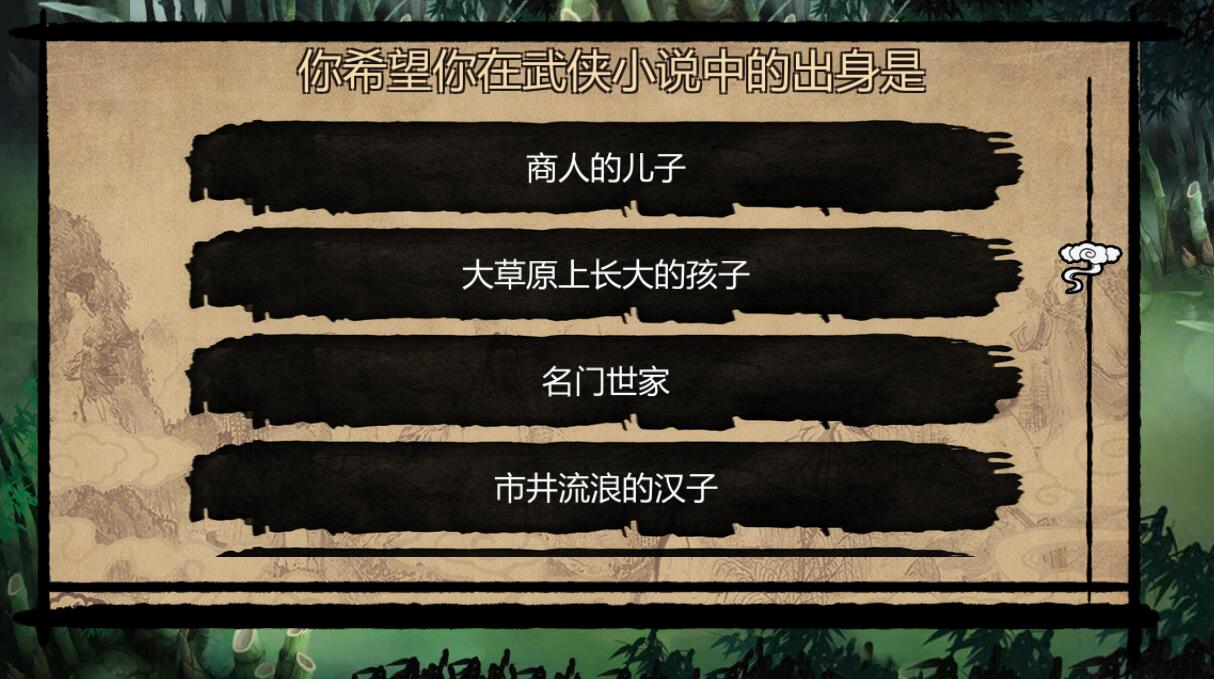 你希望你在武侠小说中的出身是
商人的儿子
大草原上长大的孩子
名门世家
市井流浪的汉子